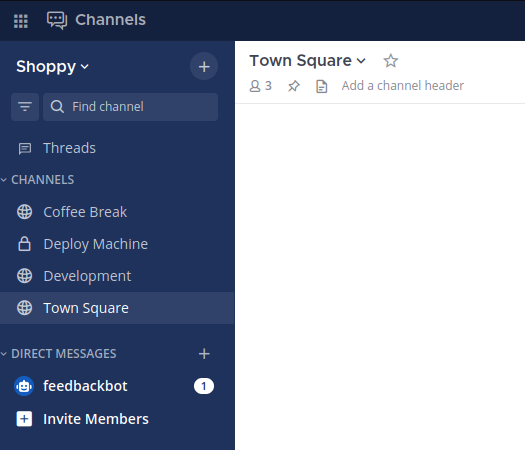 Channels
Shoppy
Find channel
Threads
CHANNELS
Coffee Break
Deploy Machine
Development
Town Square
DIRECT MESSAGES
feedbackbot 1
Invite Members
Town Square
3 Add a channel header